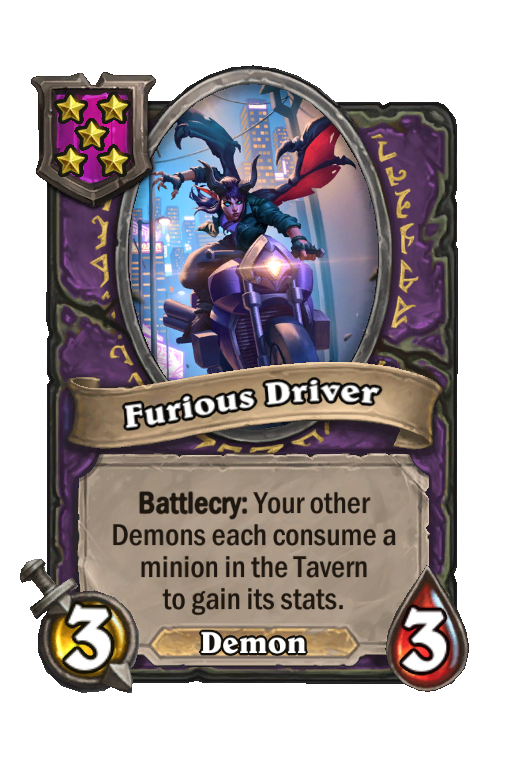 Furious Driver
Battlecry: Your other
Demons each consume a
minion in the Tavern
to gain its stats.
3
Demon
3